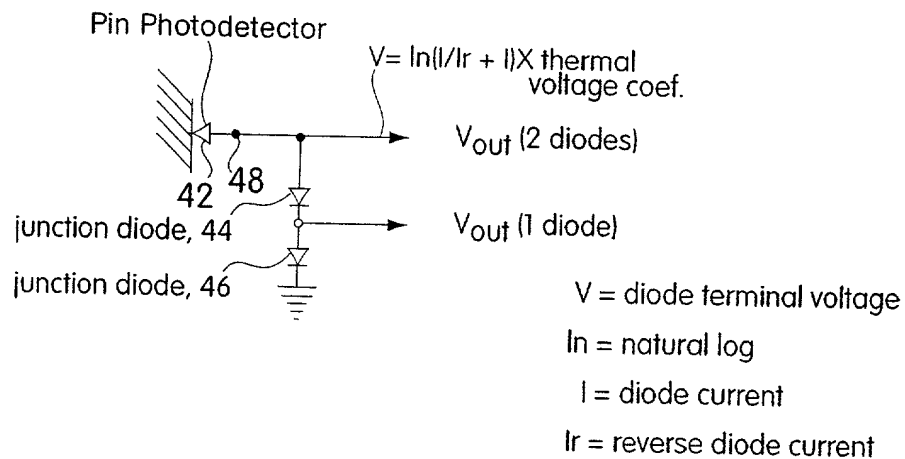 Pin Photodetector
V= ln(I/Ir + I)X thermal
voltage coef.
Vout (2 diodes)
42 48
junction diode, 44
Vout (1 diode)
junction diode, 46
V = diode terminal voltage
ln = natural log
I = diode current
Ir = reverse diode current